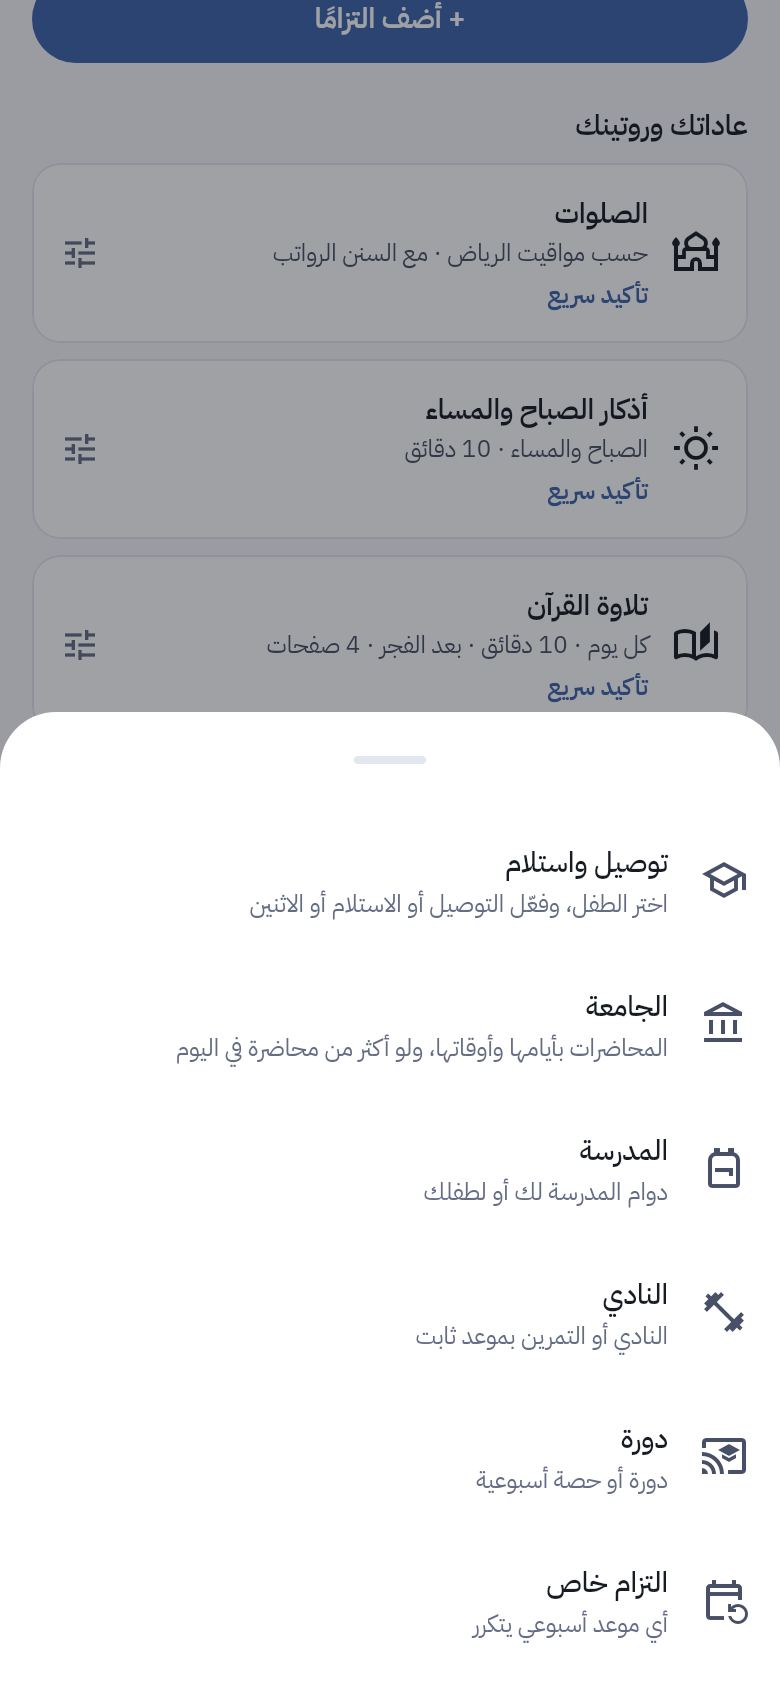 + أضف التزامًا
عاداتك وروتينك
الصلوات
حسب مواقيت الرياض · مع السنن الرواتب
تأكيد سريع
أذكار الصباح والمساء
الصباح والمساء · 10 دقائق
تأكيد سريع
تلاوة القرآن
كل يوم · 10 دقائق · بعد الفجر · 4 صفحات
تأكيد سريع
توصيل واستلام
اختر الطفل، وفعّل التوصيل أو الاستلام أو الاثنين
الجامعة
المحاضرات بأيامها وأوقاتها، ولو أكثر من محاضرة في اليوم
المدرسة
دوام المدرسة لك أو لطفلك
النادي
النادي أو التمرين بموعد ثابت
دورة
دورة أو حصة أسبوعية
التزام خاص
أي موعد أسبوعي يتكرر